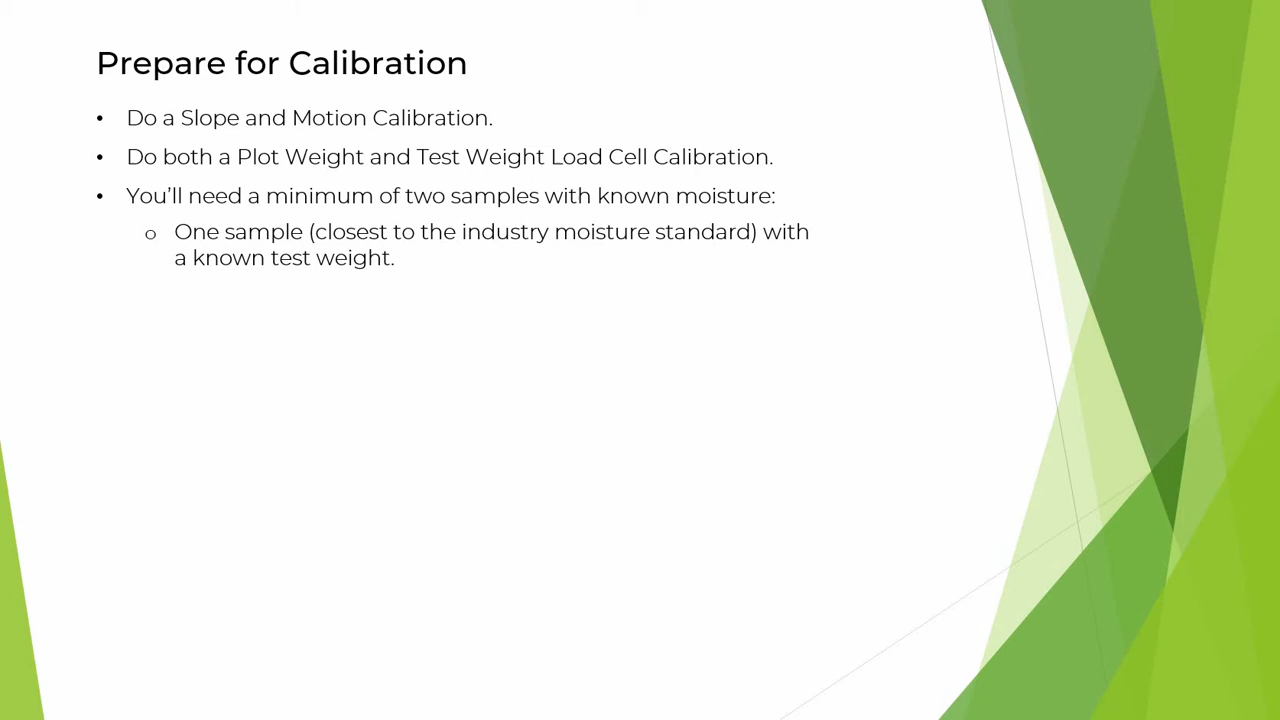 Prepare for Calibration
• Do a Slope and Motion Calibration.
• Do both a Plot Weight and Test Weight Load Cell Calibration.
• You’ll need a minimum of two samples with known moisture:
o One sample (closest to the industry moisture standard) with
a known test weight.